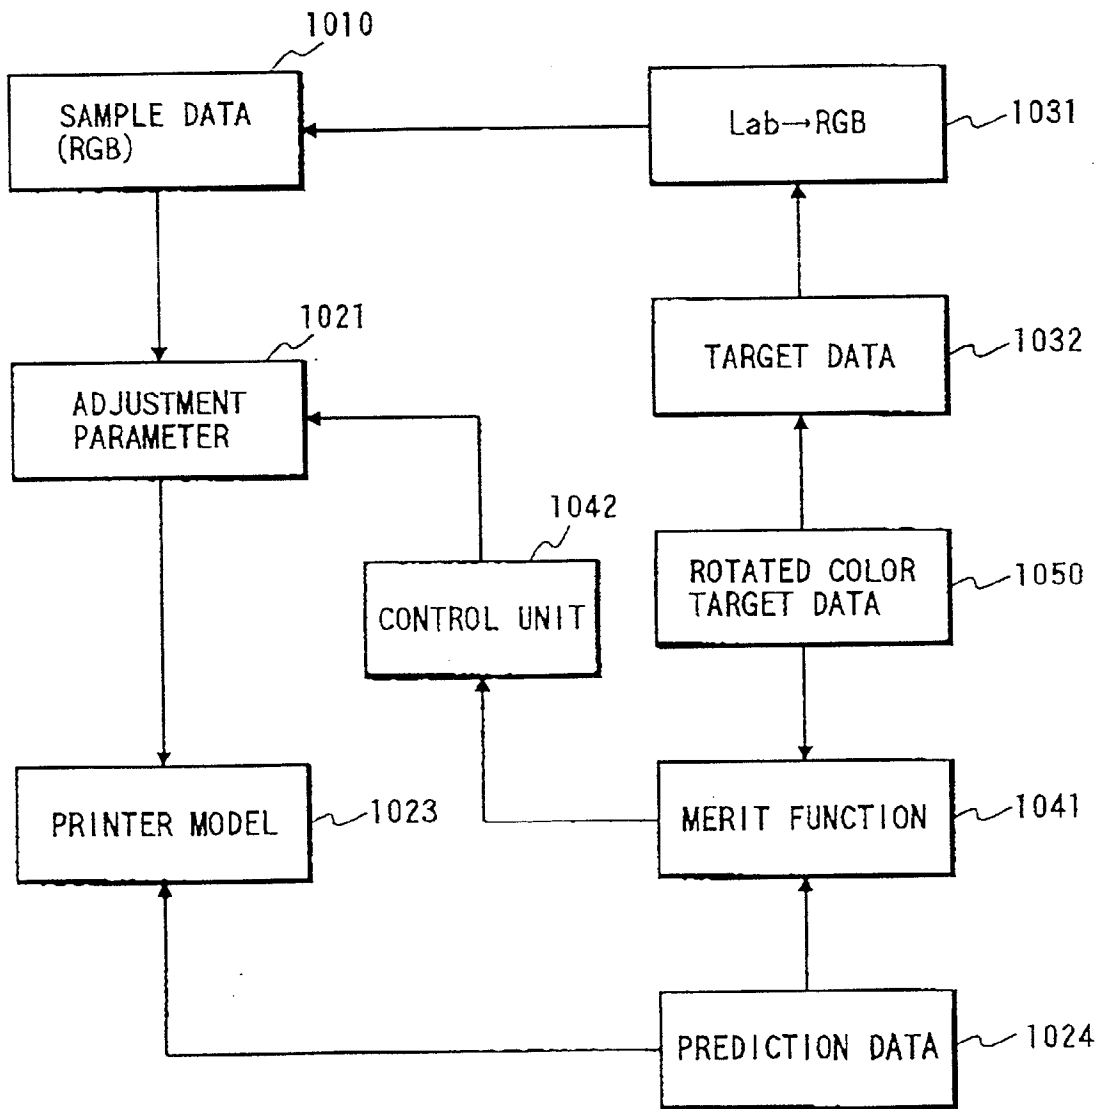 1010
SAMPLE DATA
(RGB)
Lab→RGB
1031
1021
ADJUSTMENT
PARAMETER
TARGET DATA
1032
1042
CONTROL UNIT
ROTATED COLOR
TARGET DATA
1050
PRINTER MODEL
1023
MERIT FUNCTION
1041
PREDICTION DATA
1024